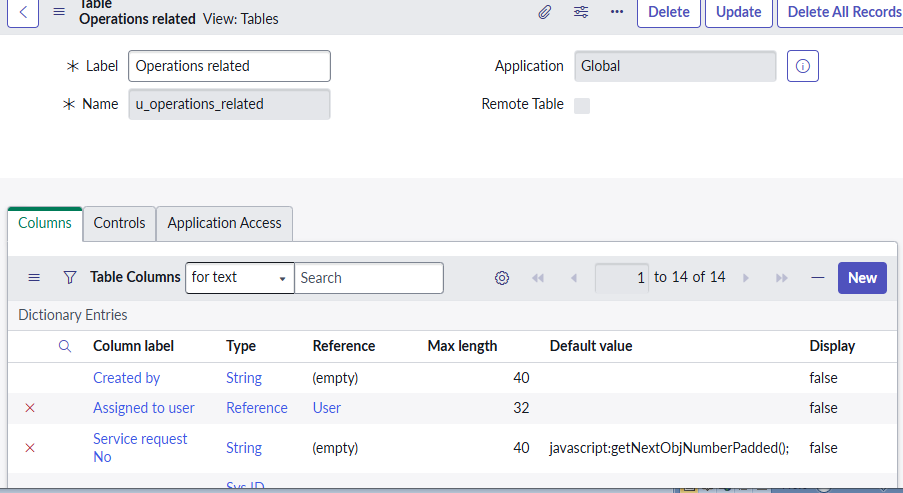 Table
Operations related View: Tables
Delete
Update
Delete All Records
Label
Operations related
Application
Global
Name
u_operations_related
Remote Table
Columns
Controls
Application Access
Table Columns
for text
Search
1 to 14 of 14
New
Dictionary Entries
Column label Type Reference Max length Default value Display
Created by String (empty) 40 false
Assigned to user Reference User 32 false
Service request
No String (empty) 40 javascript:getNextObjNumberPadded(); false
Sys ID